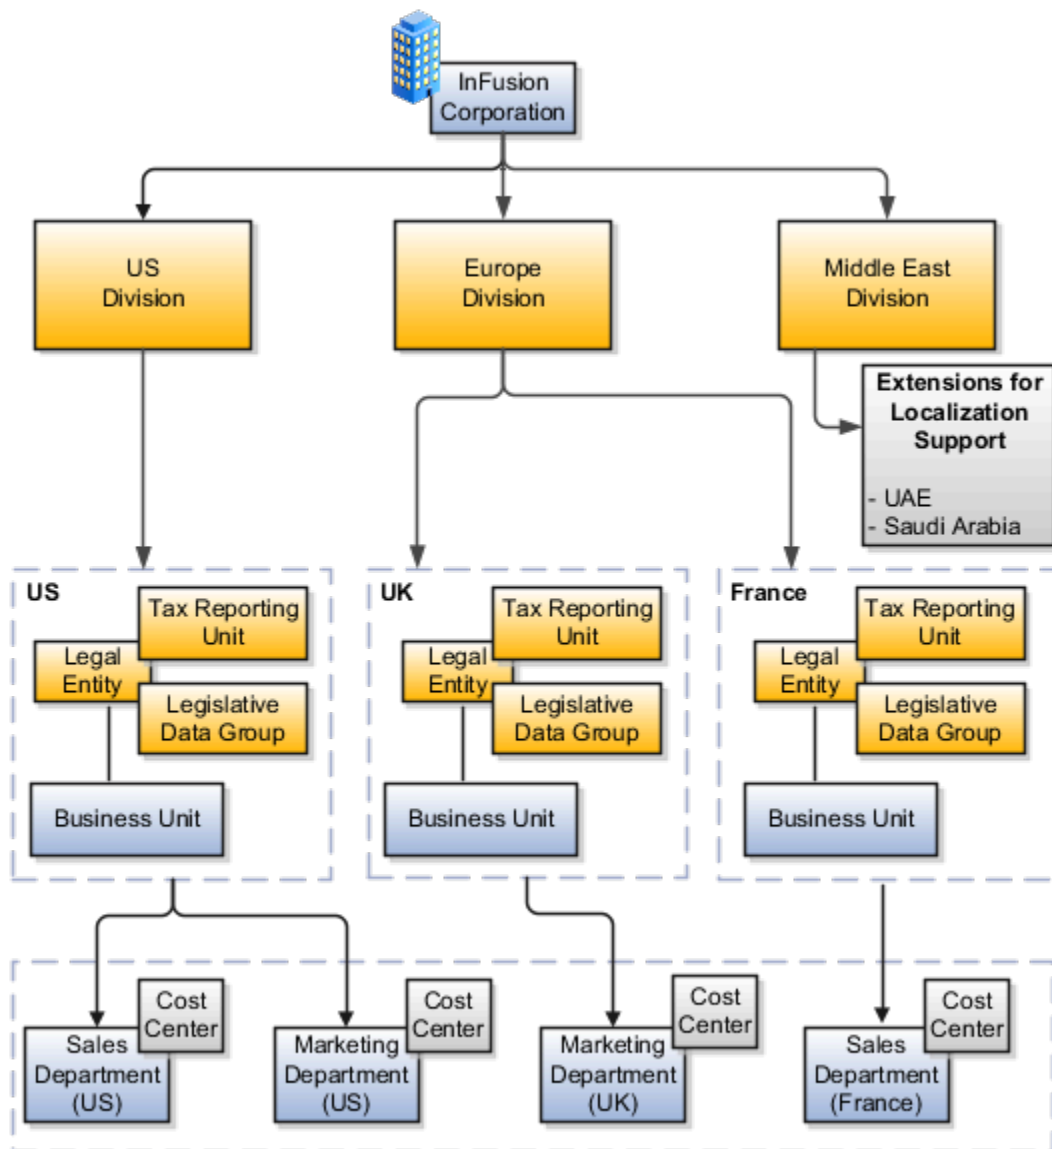 InFusion
Corporation
US
Division
Europe
Division
Middle East
Division
Extensions for
Localization
Support
- UAE
- Saudi Arabia
US
Tax Reporting
Unit
Legal
Entity
Legislative
Data Group
Business Unit
UK
Tax Reporting
Unit
Legal
Entity
Legislative
Data Group
Business Unit
France
Tax Reporting
Unit
Legal
Entity
Legislative
Data Group
Business Unit
Cost
Center
Sales
Department
(US)
Cost
Center
Marketing
Department
(US)
Cost
Center
Marketing
Department
(UK)
Cost
Center
Sales
Department
(France)